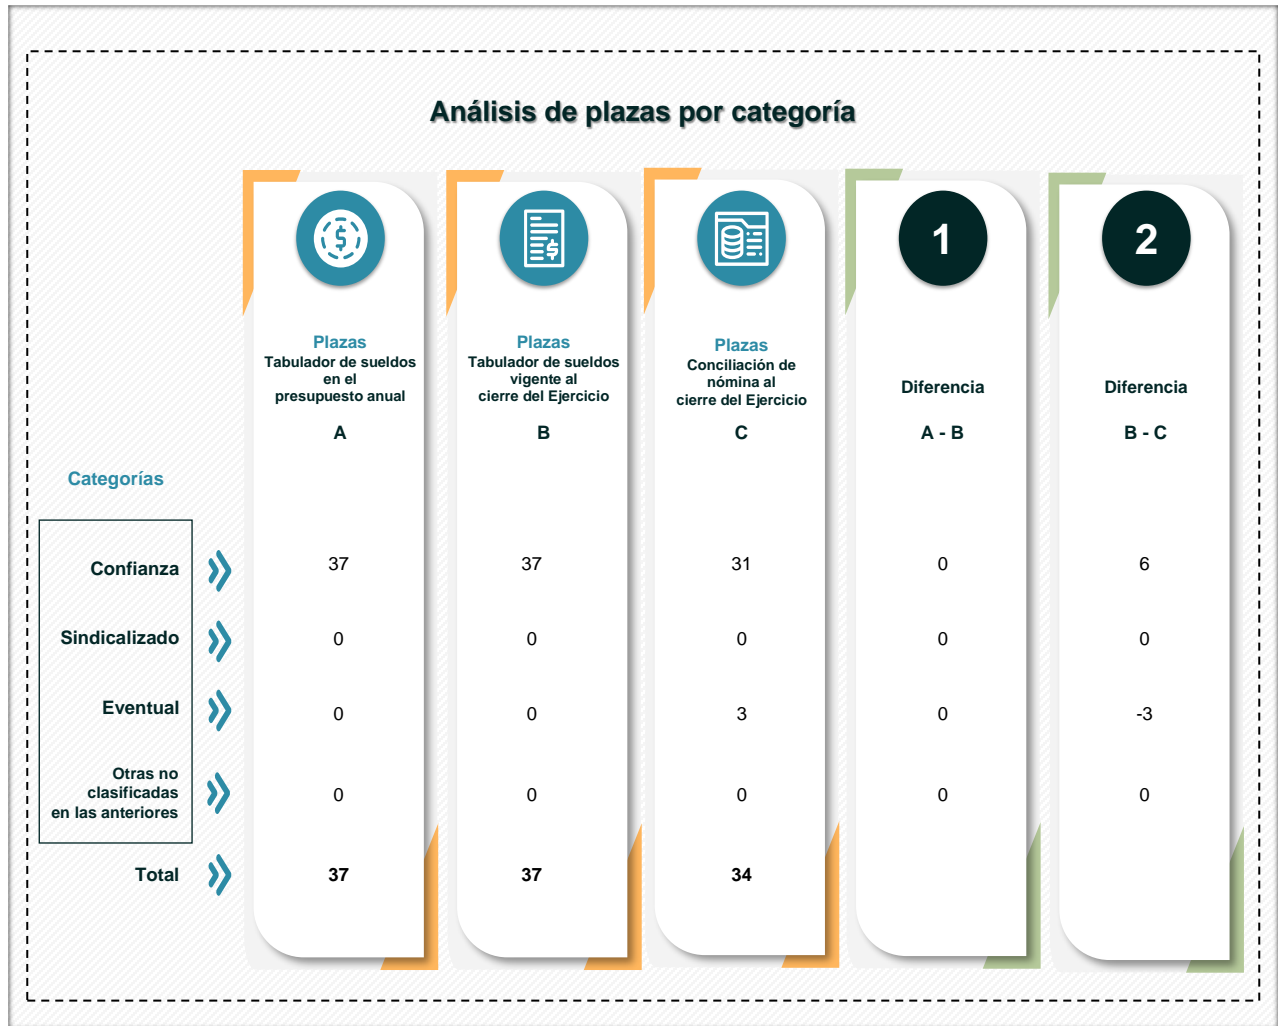 Análisis de plazas por categoría
1
2
Plazas
Tabulador de sueldos
en el
presupuesto anual
A
Plazas
Tabulador de sueldos
vigente al
cierre del Ejercicio
B
Plazas
Conciliación de
nómina al
cierre del Ejercicio
C
Diferencia
A - B
Diferencia
B - C
Categorías
Confianza 37 37 31 0 6
Sindicalizado 0 0 0 0 0
Eventual 0 0 3 0 -3
Otras no
clasificadas
en las anteriores 0 0 0 0 0
Total 37 37 34